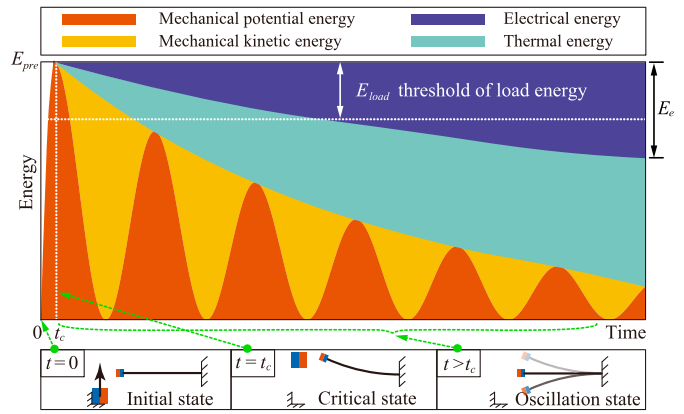 Mechanical potential energy
Electrical energy
Mechanical kinetic energy
Thermal energy
E_pre
E_load threshold of load energy
E_e
Energy
0
t_c
Time
t=0
Initial state
t=t_c
Critical state
t>t_c
Oscillation state